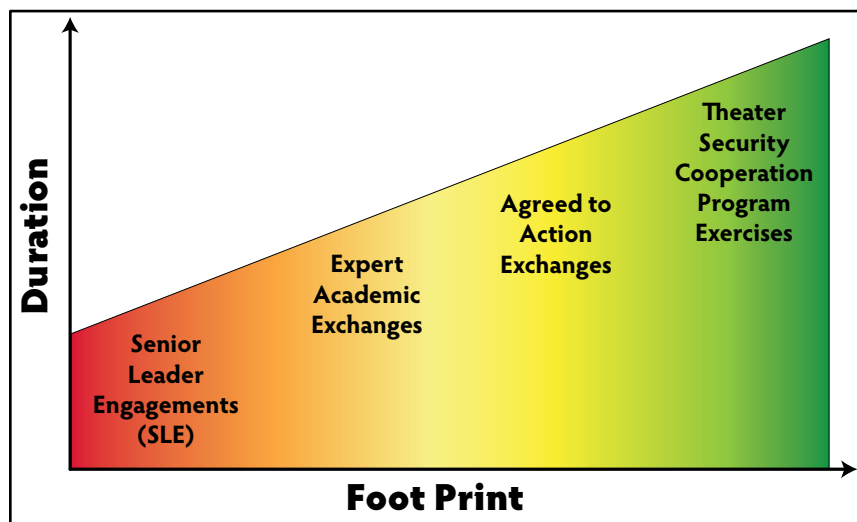 Duration
Senior
Leader
Engagements
(SLE)
Expert
Academic
Exchanges
Agreed to
Action
Exchanges
Theater
Security
Cooperation
Program
Exercises
Foot Print